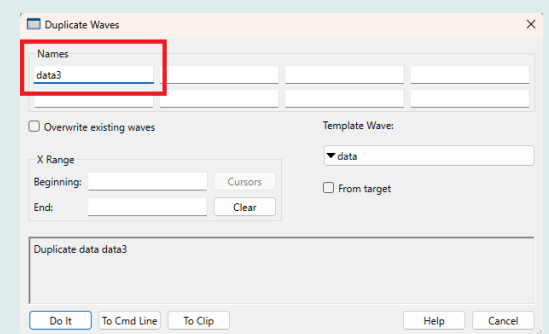 Duplicate Waves
Names
data3
Overwrite existing waves
Template Wave:
data
X Range
Beginning:
Cursors
From target
End:
Clear
Duplicate data data3
Do It
To Cmd Line
To Clip
Help
Cancel